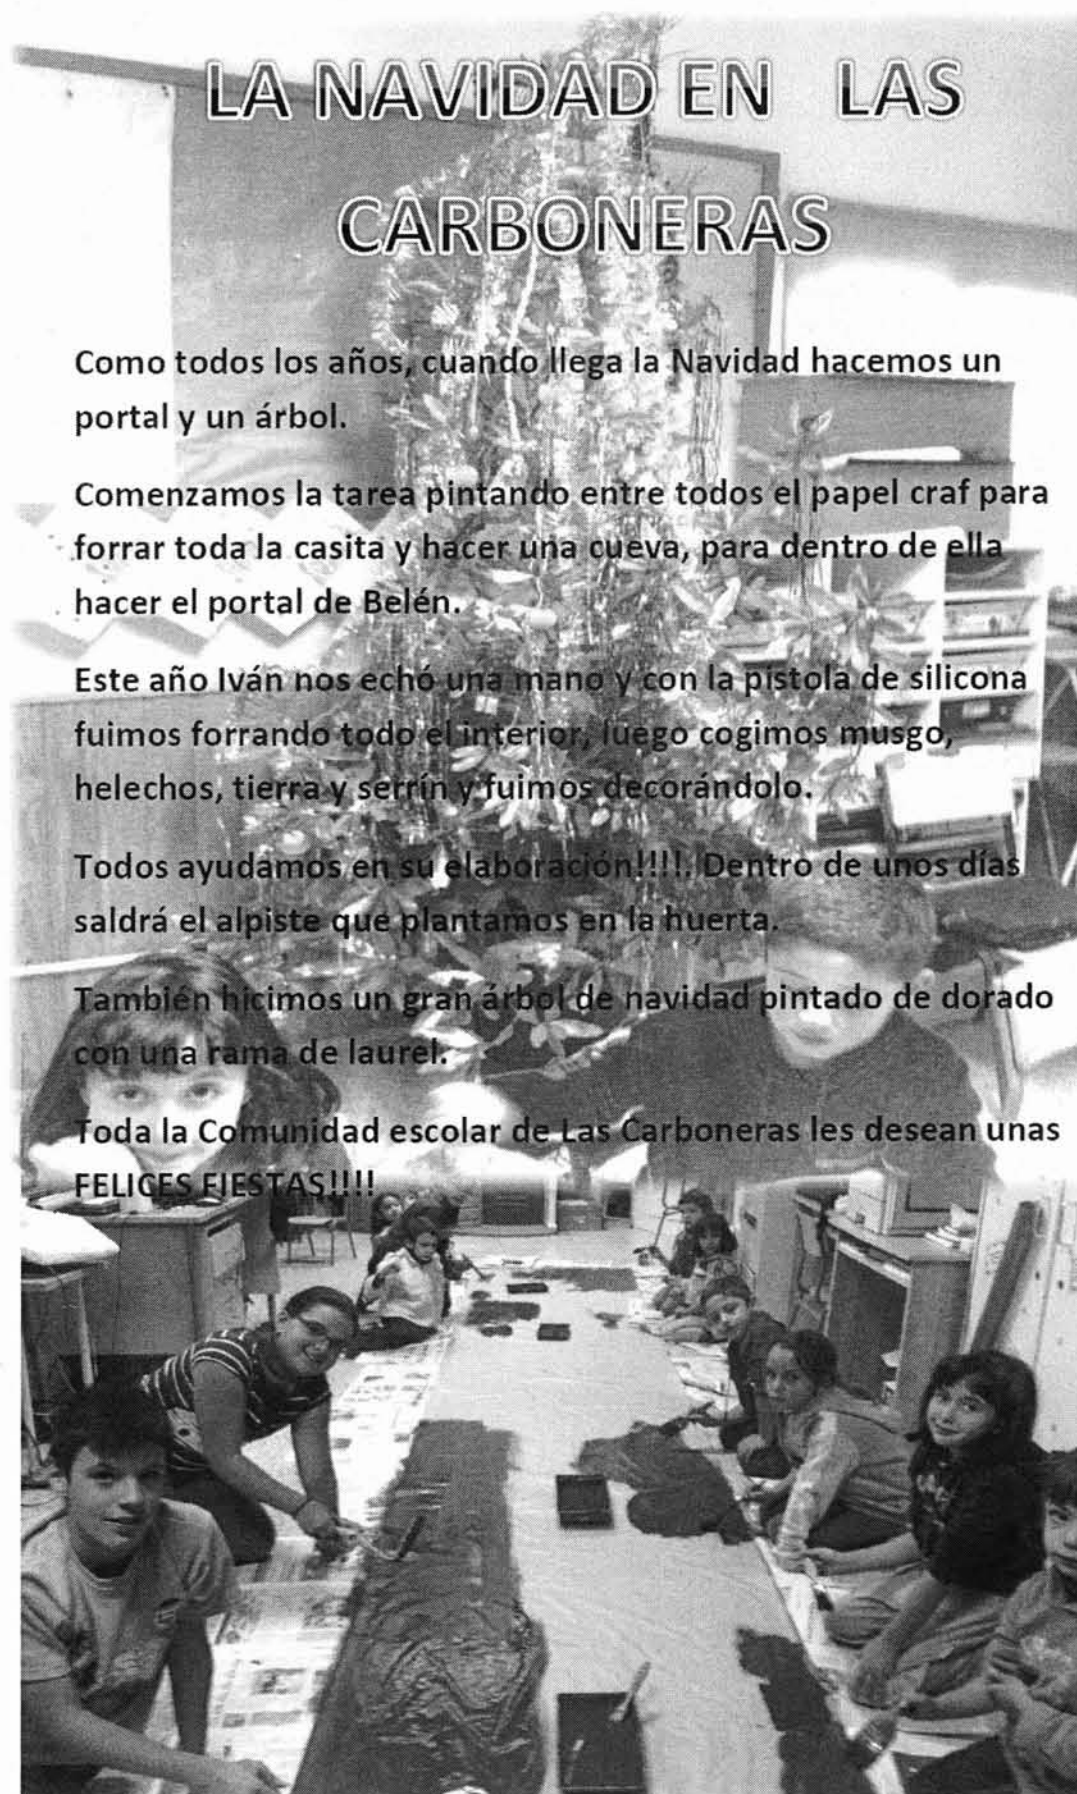 LA NAVIDAD EN LAS
CARBONERAS
Como todos los años, cuando llega la Navidad hacemos un
portal y un árbol.
Comenzamos la tarea pintando entre todos el papel craf para
forrar toda la casita y hacer una cueva, para dentro de ella
hacer el portal de Belén.
Este año Iván nos echó una mano y con la pistola de silicona
fuimos forrando todo el interior, luego cogimos musgo,
helechos, tierra y serrín y fuimos decorándolo.
Todos ayudamos en su elaboración!!!!. Dentro de unos días
saldrá el alpiste que plantamos en la huerta.
También hicimos un gran árbol de navidad pintado de dorado
con una rama de laurel.
Toda la Comunidad escolar de Las Carboneras les desean unas
FELICES FIESTAS!!!!